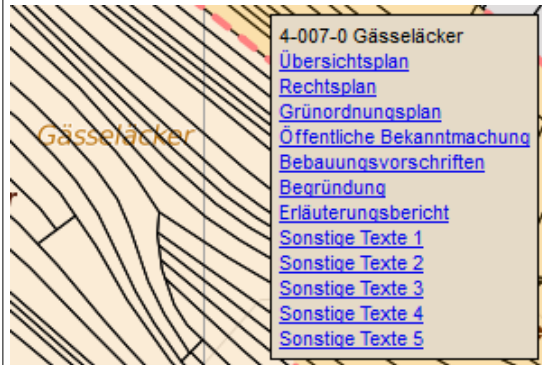 4-007-0 Gässeläcker
Übersichtsplan
Rechtsplan
Grünordnungsplan
Öffentliche Bekanntmachung
Bebauungsvorschriften
Begründung
Erläuterungsbericht
Sonstige Texte 1
Sonstige Texte 2
Sonstige Texte 3
Sonstige Texte 4
Sonstige Texte 5
Gässeläcker